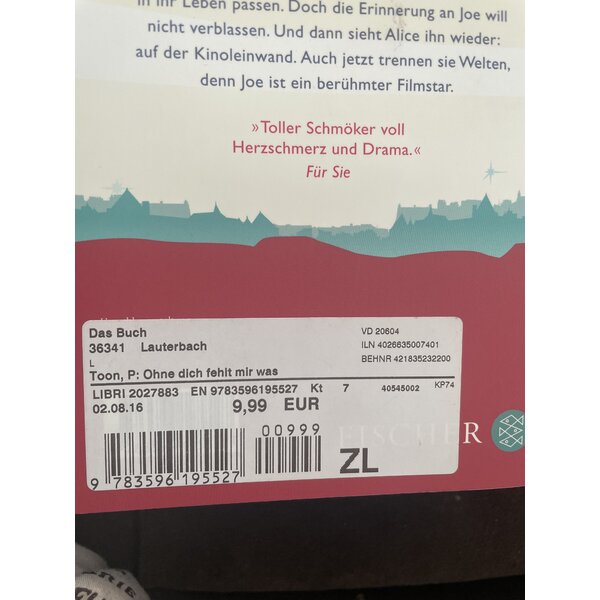 in ihr Leben passen. Doch die Erinnerung an Joe will
nicht verblassen. Und dann sieht Alice ihn wieder:
auf der Kinoleinwand. Auch jetzt trennen sie Welten,
denn Joe ist ein berühmter Filmstar.
»Toller Schmöker voll
Herzschmerz und Drama.«
Für Sie
Das Buch
36341 Lauterbach
L
Toon, P: Ohne dich fehlt mir was
VD 20604
ILN 4026635007401
BEHNR 421835232200
LIBRI 2027883 EN 9783596195527 Kt 7 40545002 KP74
02.08.16 9,99 EUR
00999
FISCHER
ZL
9 783596 195527